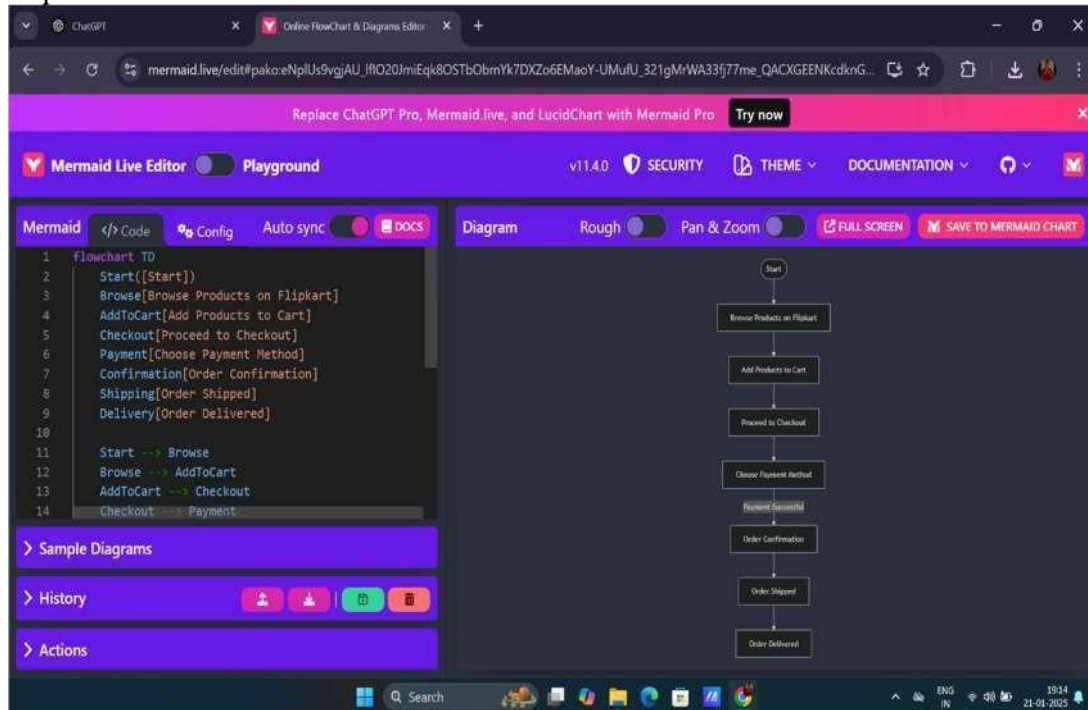 ChatGPT
Online FlowChart & Diagrams Editor
mermaid.live/edit#pako:eNplUs9vgjAU_lflO20JmiEqk8OSTbObmYk7DXZo6EMaoY-UMufU_321gMrWA33fj77me_QACXGEENKcdknG...
Replace ChatGPT Pro, Mermaid.live, and LucidChart with Mermaid Pro Try now
Mermaid Live Editor Playground v11.4.0 SECURITY THEME DOCUMENTATION
Mermaid </> Code Config Auto sync DOCS
Diagram Rough Pan & Zoom FULL SCREEN SAVE TO MERMAID CHART
1 flowchart TD
2 Start([Start])
3 Browse[Browse Products on Flipkart]
4 AddToCart[Add Products to Cart]
5 Checkout[Proceed to Checkout]
6 Payment[Choose Payment Method]
7 Confirmation[Order Confirmation]
8 Shipping[Order Shipped]
9 Delivery[Order Delivered]
10
11 Start --> Browse
12 Browse --> AddToCart
13 AddToCart --> Checkout
14 Checkout --> Payment
Start
Browse Products on Flipkart
Add Products to Cart
Proceed to Checkout
Choose Payment Method
Payment Successful
Order Confirmation
Order Shipped
Order Delivered
Sample Diagrams
History
Actions
Search
ENG
IN
19:14
21-01-2025